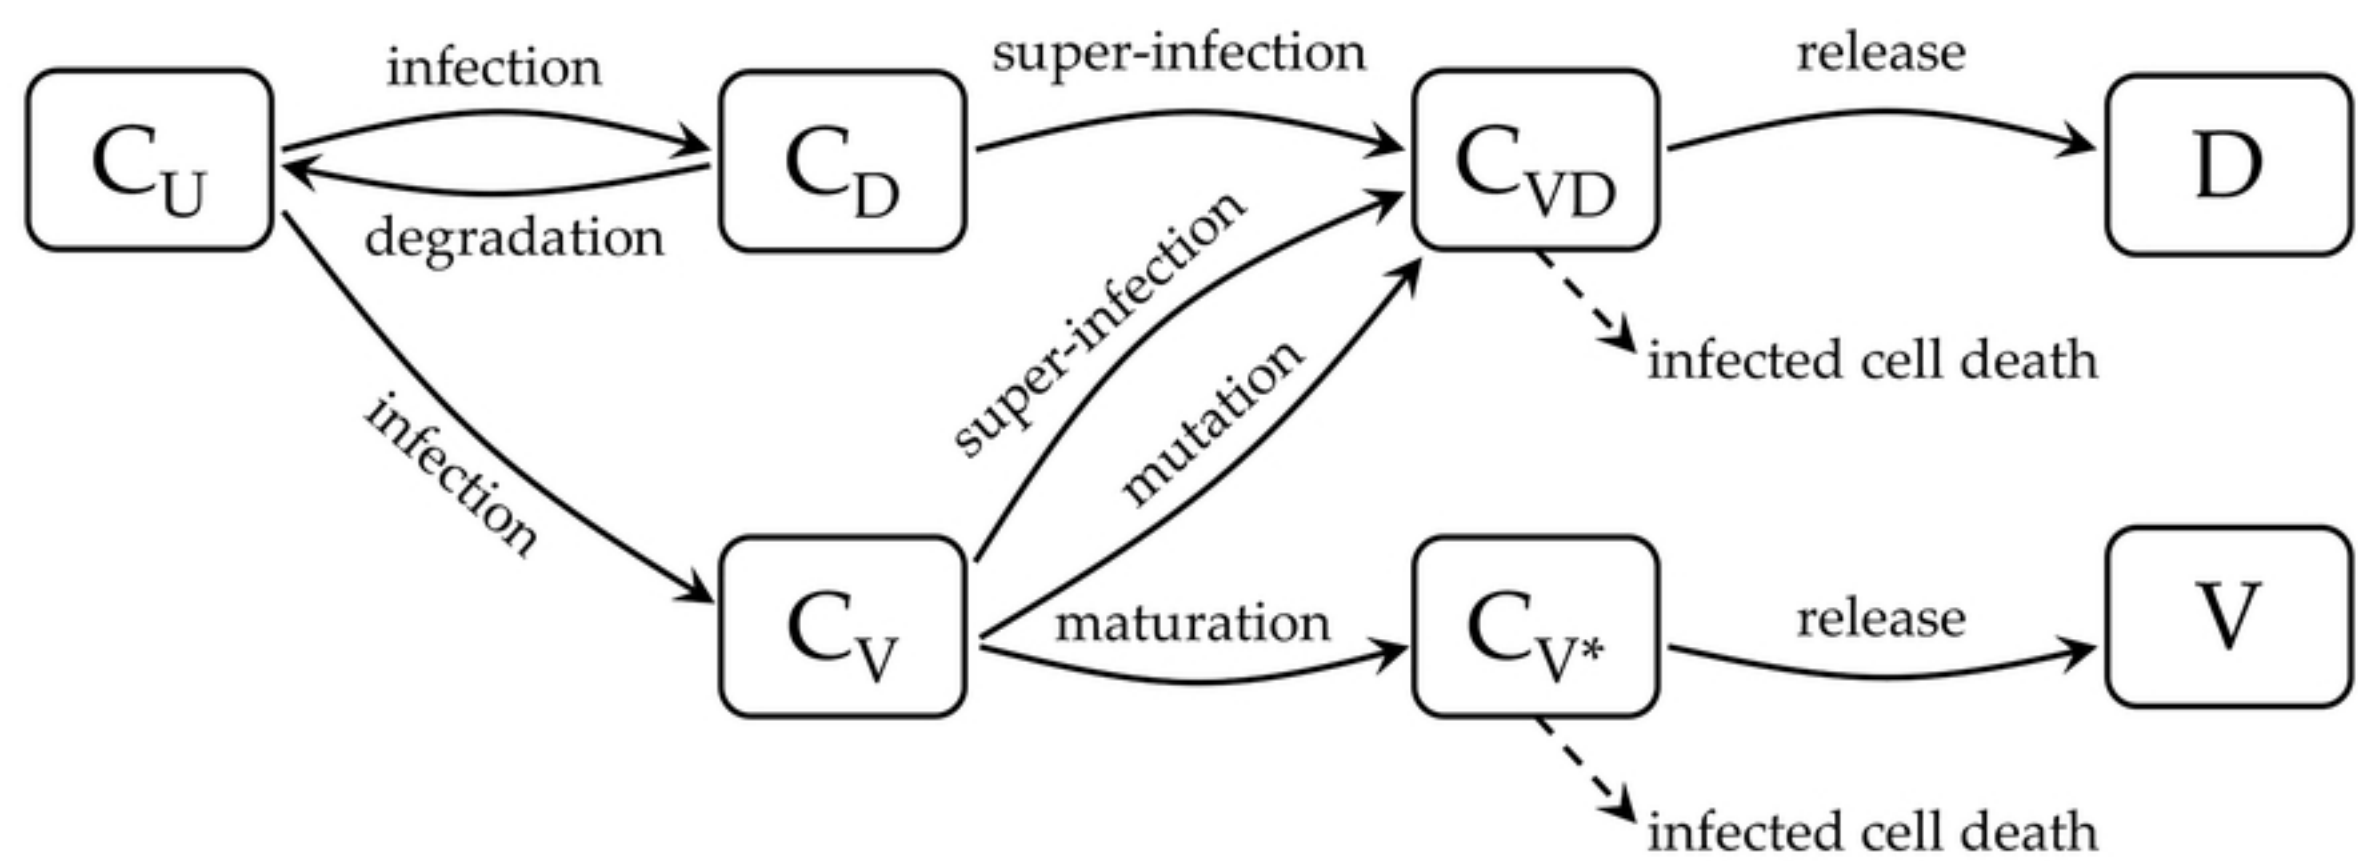 infection
super-infection
release
C_U
C_D
C_VD
D
degradation
super-infection
mutation
infected cell death
infection
C_V
maturation
C_V*
release
V
infected cell death